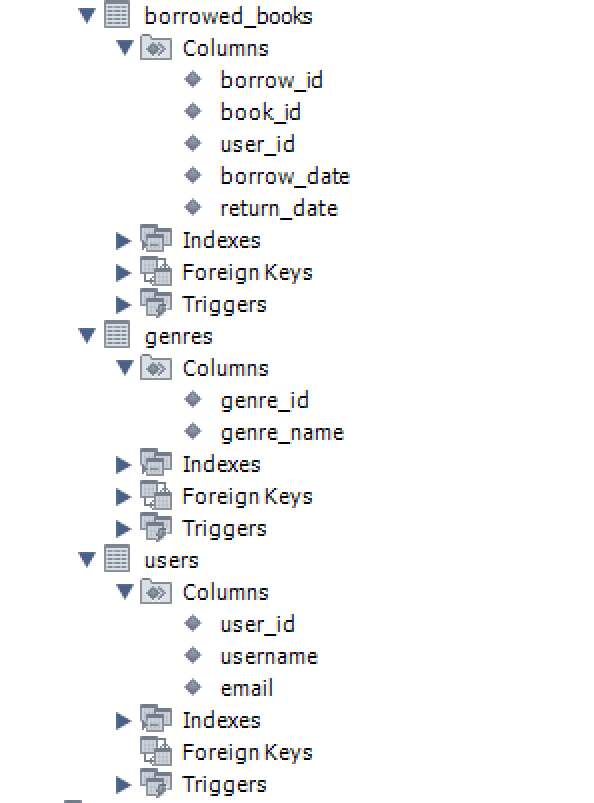 borrowed_books
Columns
borrow_id
book_id
user_id
borrow_date
return_date
Indexes
Foreign Keys
Triggers
genres
Columns
genre_id
genre_name
Indexes
Foreign Keys
Triggers
users
Columns
user_id
username
email
Indexes
Foreign Keys
Triggers